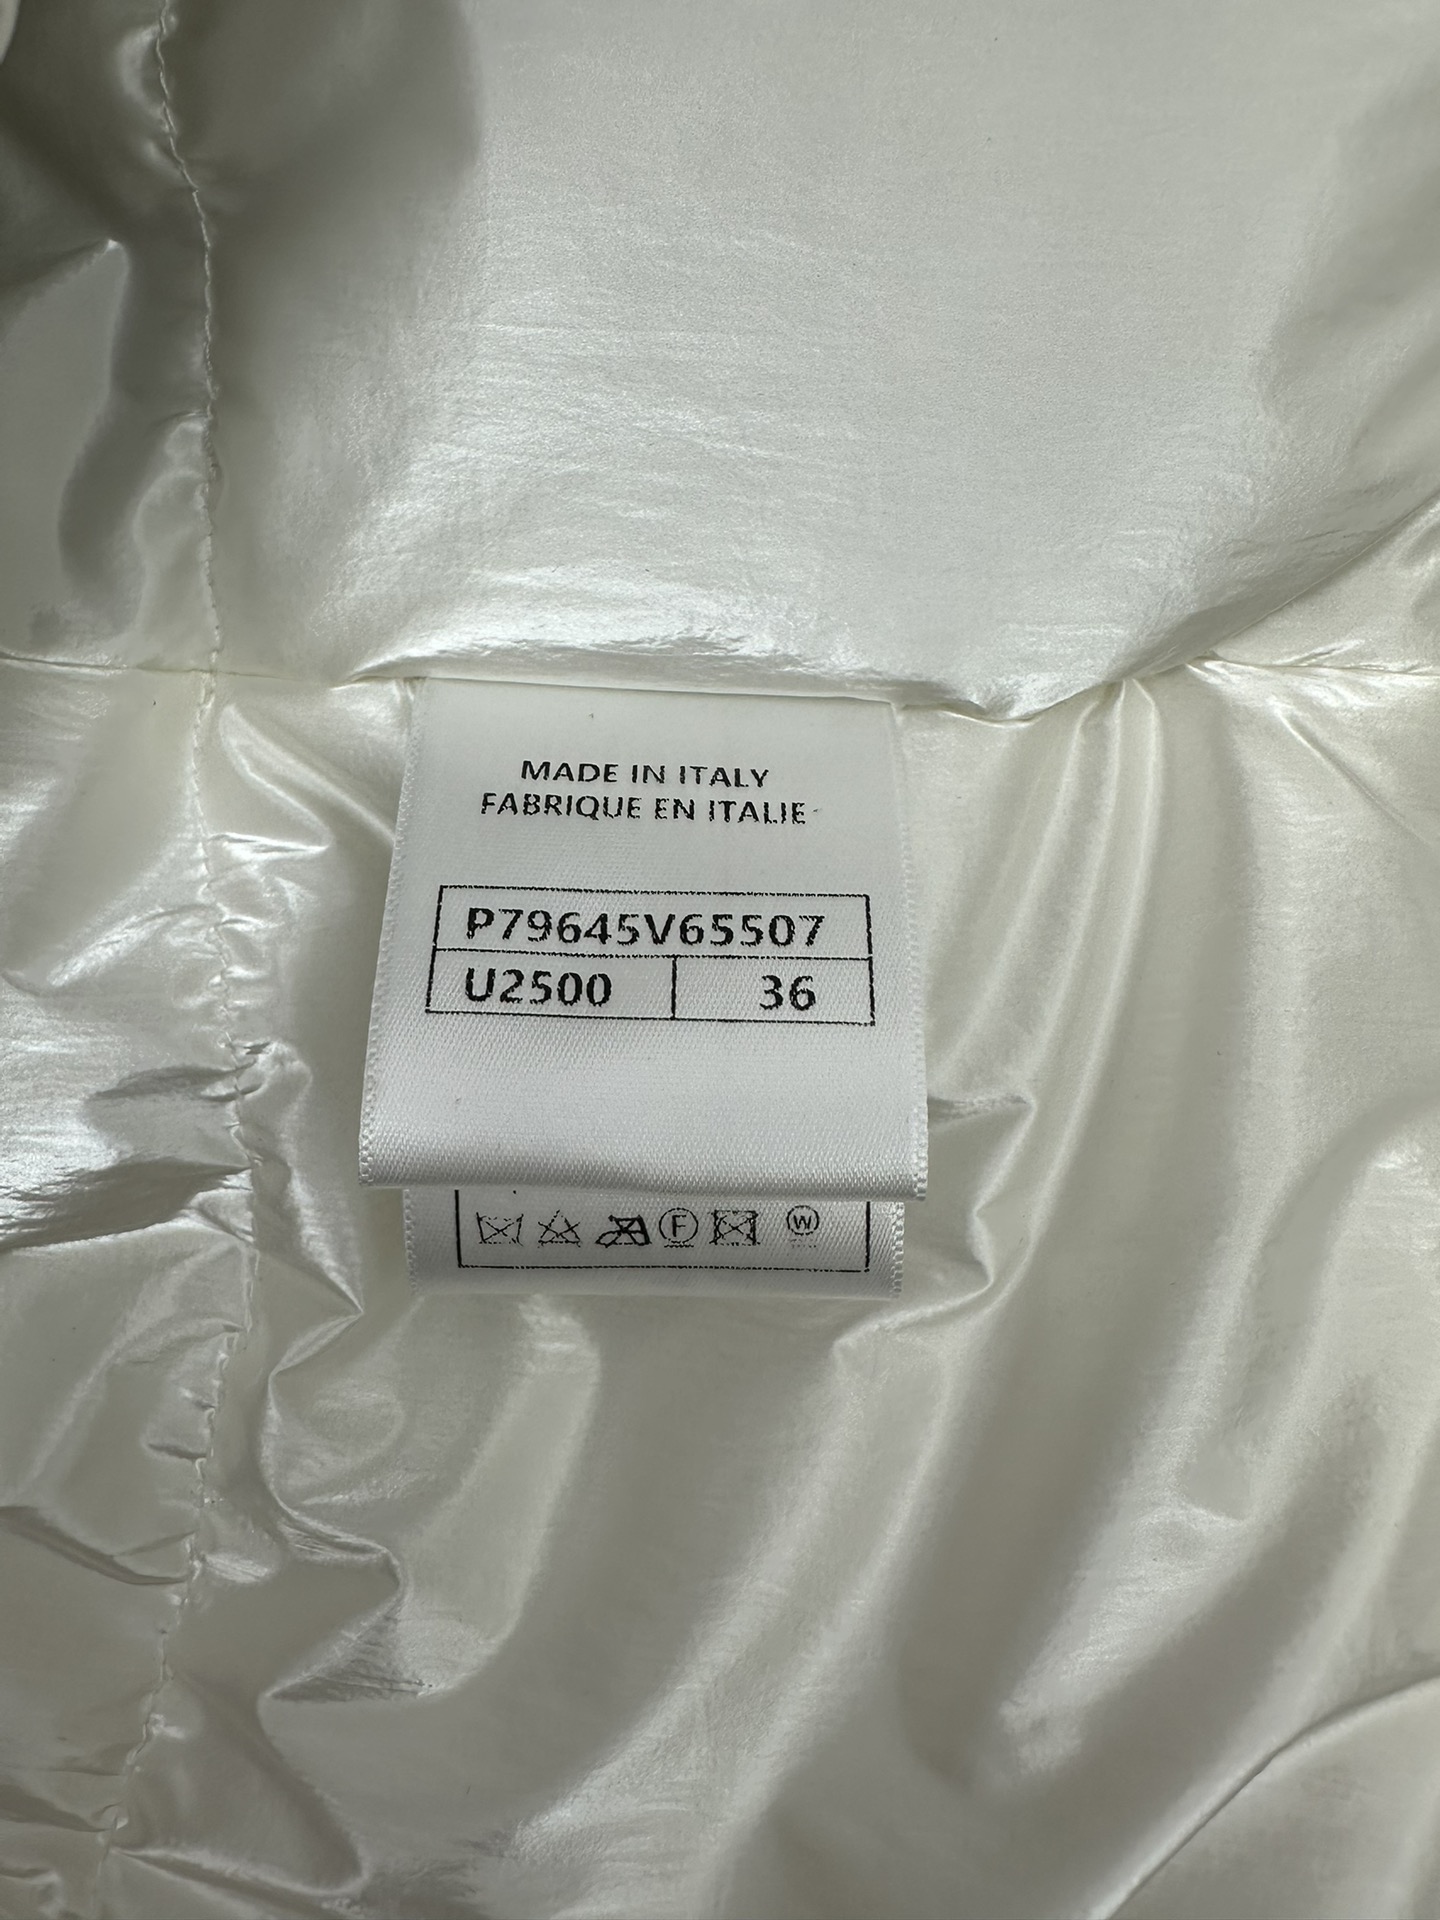 MADE IN ITALY
FABRIQUE EN ITALIE
P79645V65507
U2500 36
F W